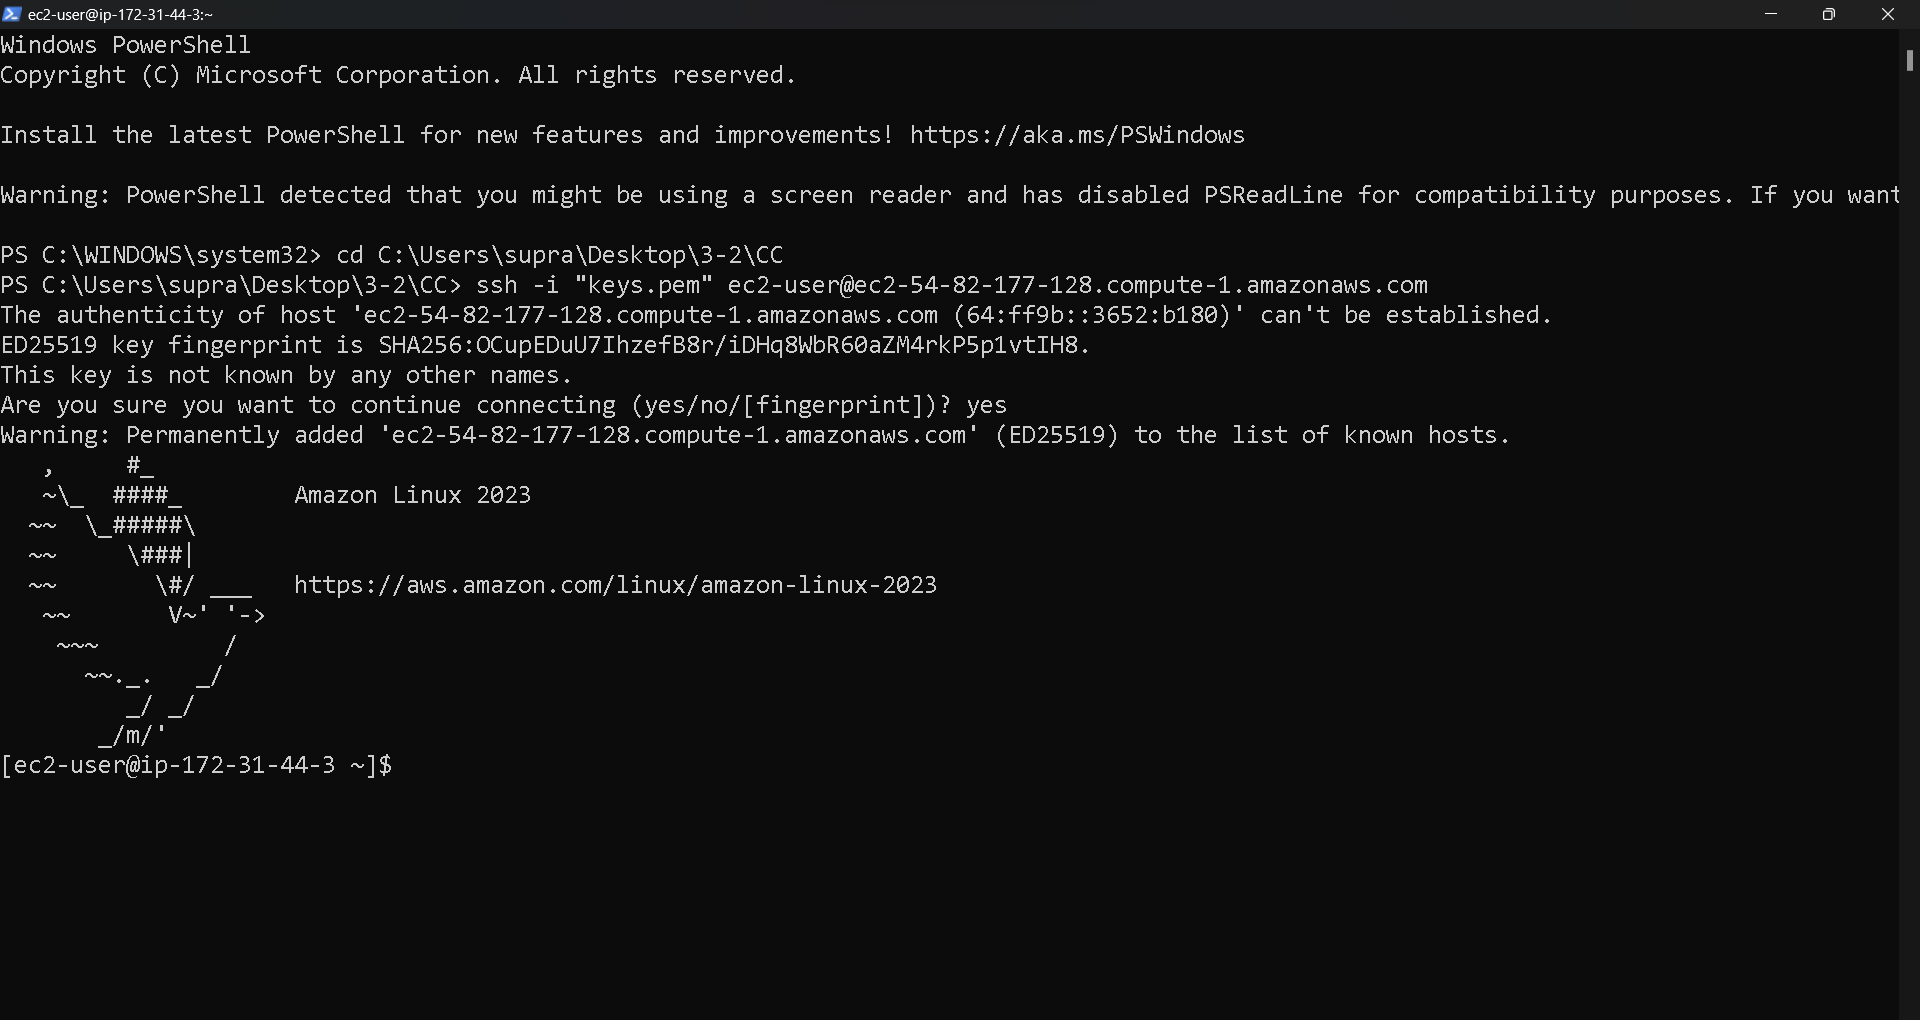 ec2-user@ip-172-31-44-3:~
Windows PowerShell
Copyright (C) Microsoft Corporation. All rights reserved.
Install the latest PowerShell for new features and improvements! https://aka.ms/PSWindows
Warning: PowerShell detected that you might be using a screen reader and has disabled PSReadLine for compatibility purposes. If you want
PS C:\WINDOWS\system32> cd C:\Users\supra\Desktop\3-2\CC
PS C:\Users\supra\Desktop\3-2\CC> ssh -i "keys.pem" ec2-user@ec2-54-82-177-128.compute-1.amazonaws.com
The authenticity of host 'ec2-54-82-177-128.compute-1.amazonaws.com (64:ff9b::3652:b180)' can't be established.
ED25519 key fingerprint is SHA256:OCupEDuU7IhzefB8r/iDHq8WbR60aZM4rkP5p1vtIH8.
This key is not known by any other names.
Are you sure you want to continue connecting (yes/no/[fingerprint])? yes
Warning: Permanently added 'ec2-54-82-177-128.compute-1.amazonaws.com' (ED25519) to the list of known hosts.
   ,     #_
   ~\_  ####_        Amazon Linux 2023
  ~~  \_#####\
  ~~     \###|
  ~~       \#/ ___   https://aws.amazon.com/linux/amazon-linux-2023
   ~~       V~' '->
    ~~~         /
      ~~._.   _/
         _/ _/
       _/m/'
[ec2-user@ip-172-31-44-3 ~]$